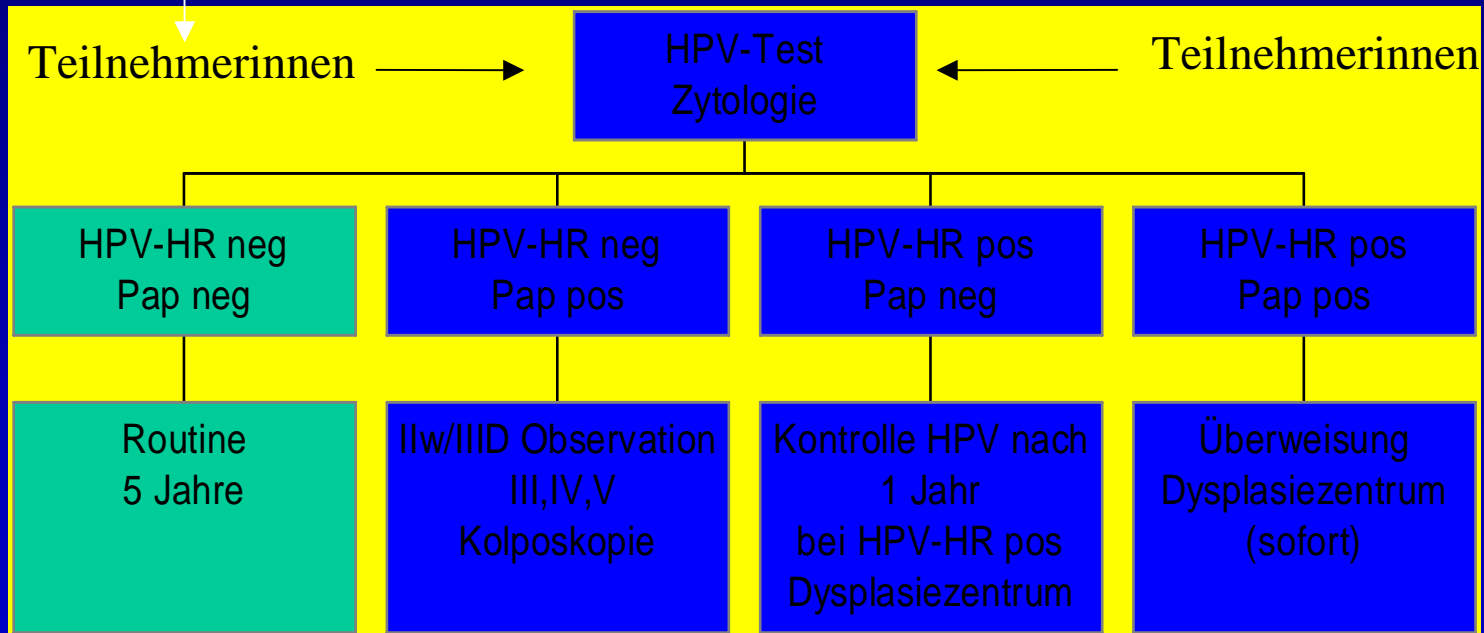 Teilnehmerinnen
HPV-Test
Zytologie
Teilnehmerinnen
HPV-HR neg
Pap neg
HPV-HR neg
Pap pos
HPV-HR pos
Pap neg
HPV-HR pos
Pap pos
Routine
5 Jahre
IIw/IIID Observation
III,IV,V
Kolposkopie
Kontrolle HPV nach
1 Jahr
bei HPV-HR pos
Dysplasiezentrum
Überweisung
Dysplasiezentrum
(sofort)